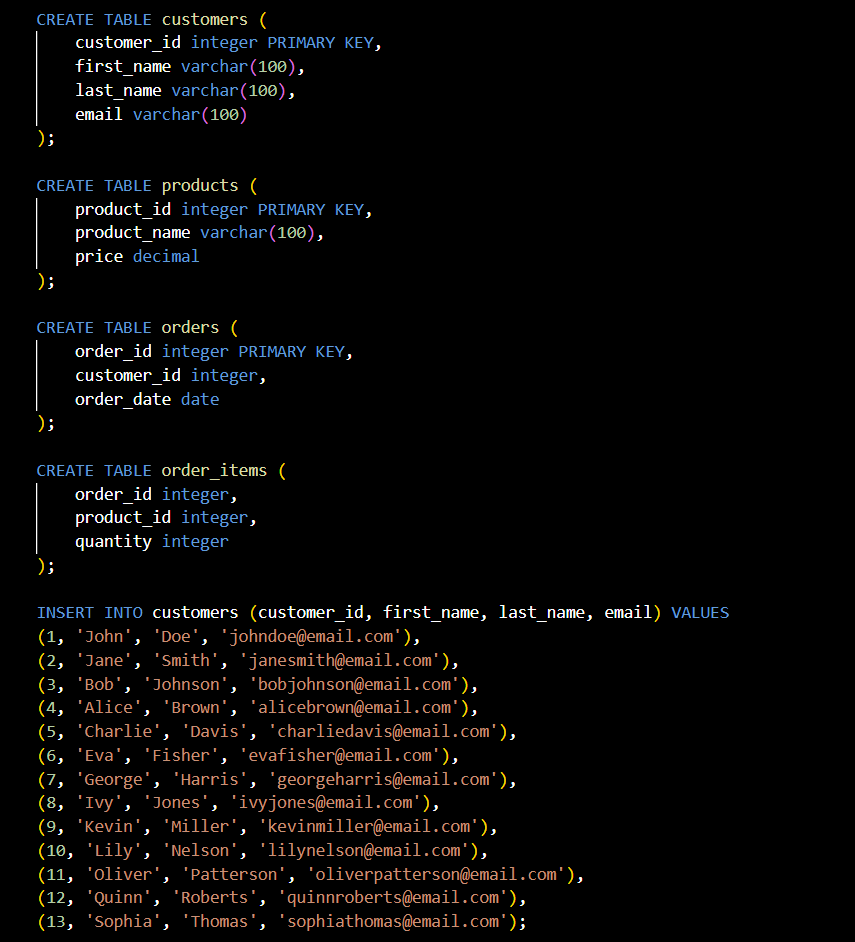 CREATE TABLE customers (
    customer_id integer PRIMARY KEY,
    first_name varchar(100),
    last_name varchar(100),
    email varchar(100)
);

CREATE TABLE products (
    product_id integer PRIMARY KEY,
    product_name varchar(100),
    price decimal
);

CREATE TABLE orders (
    order_id integer PRIMARY KEY,
    customer_id integer,
    order_date date
);

CREATE TABLE order_items (
    order_id integer,
    product_id integer,
    quantity integer
);

INSERT INTO customers (customer_id, first_name, last_name, email) VALUES
(1, 'John', 'Doe', 'johndoe@email.com'),
(2, 'Jane', 'Smith', 'janesmith@email.com'),
(3, 'Bob', 'Johnson', 'bobjohnson@email.com'),
(4, 'Alice', 'Brown', 'alicebrown@email.com'),
(5, 'Charlie', 'Davis', 'charliedavis@email.com'),
(6, 'Eva', 'Fisher', 'evafisher@email.com'),
(7, 'George', 'Harris', 'georgeharris@email.com'),
(8, 'Ivy', 'Jones', 'ivyjones@email.com'),
(9, 'Kevin', 'Miller', 'kevinmiller@email.com'),
(10, 'Lily', 'Nelson', 'lilynelson@email.com'),
(11, 'Oliver', 'Patterson', 'oliverpatterson@email.com'),
(12, 'Quinn', 'Roberts', 'quinnroberts@email.com'),
(13, 'Sophia', 'Thomas', 'sophiathomas@email.com');